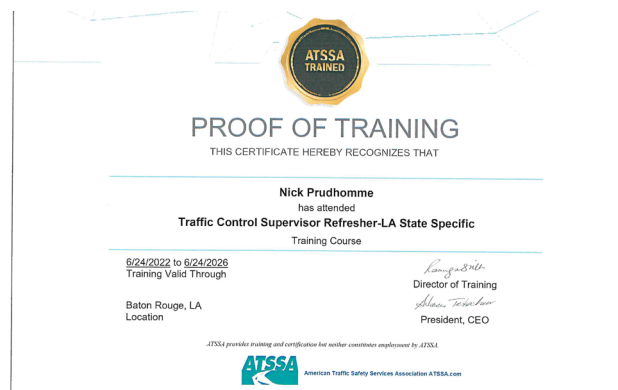 ATSSA
TRAINED
PROOF OF TRAINING
THIS CERTIFICATE HEREBY RECOGNIZES THAT
Nick Prudhomme
has attended
Traffic Control Supervisor Refresher-LA State Specific
Training Course
6/24/2022 to 6/24/2026
Training Valid Through
Director of Training
Baton Rouge, LA
Location
President, CEO
ATSSA provides training and certification but neither constitutes employment by ATSSA
ATSSA
American Traffic Safety Services Association ATSSA.com